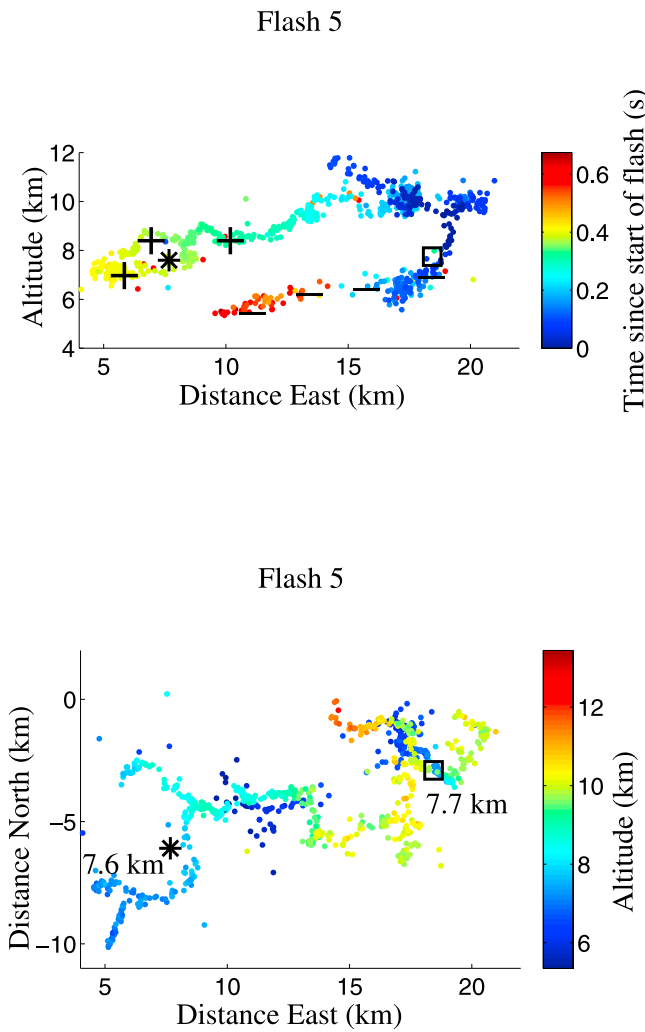 Flash 5
12
10
8
6
4
5
10
15
20
Altitude (km)
Distance East (km)
0.6
0.4
0.2
0
Time since start of flash (s)
Flash 5
0
−5
−10
5
10
15
20
Distance North (km)
Distance East (km)
7.7 km
7.6 km
12
10
8
6
Altitude (km)